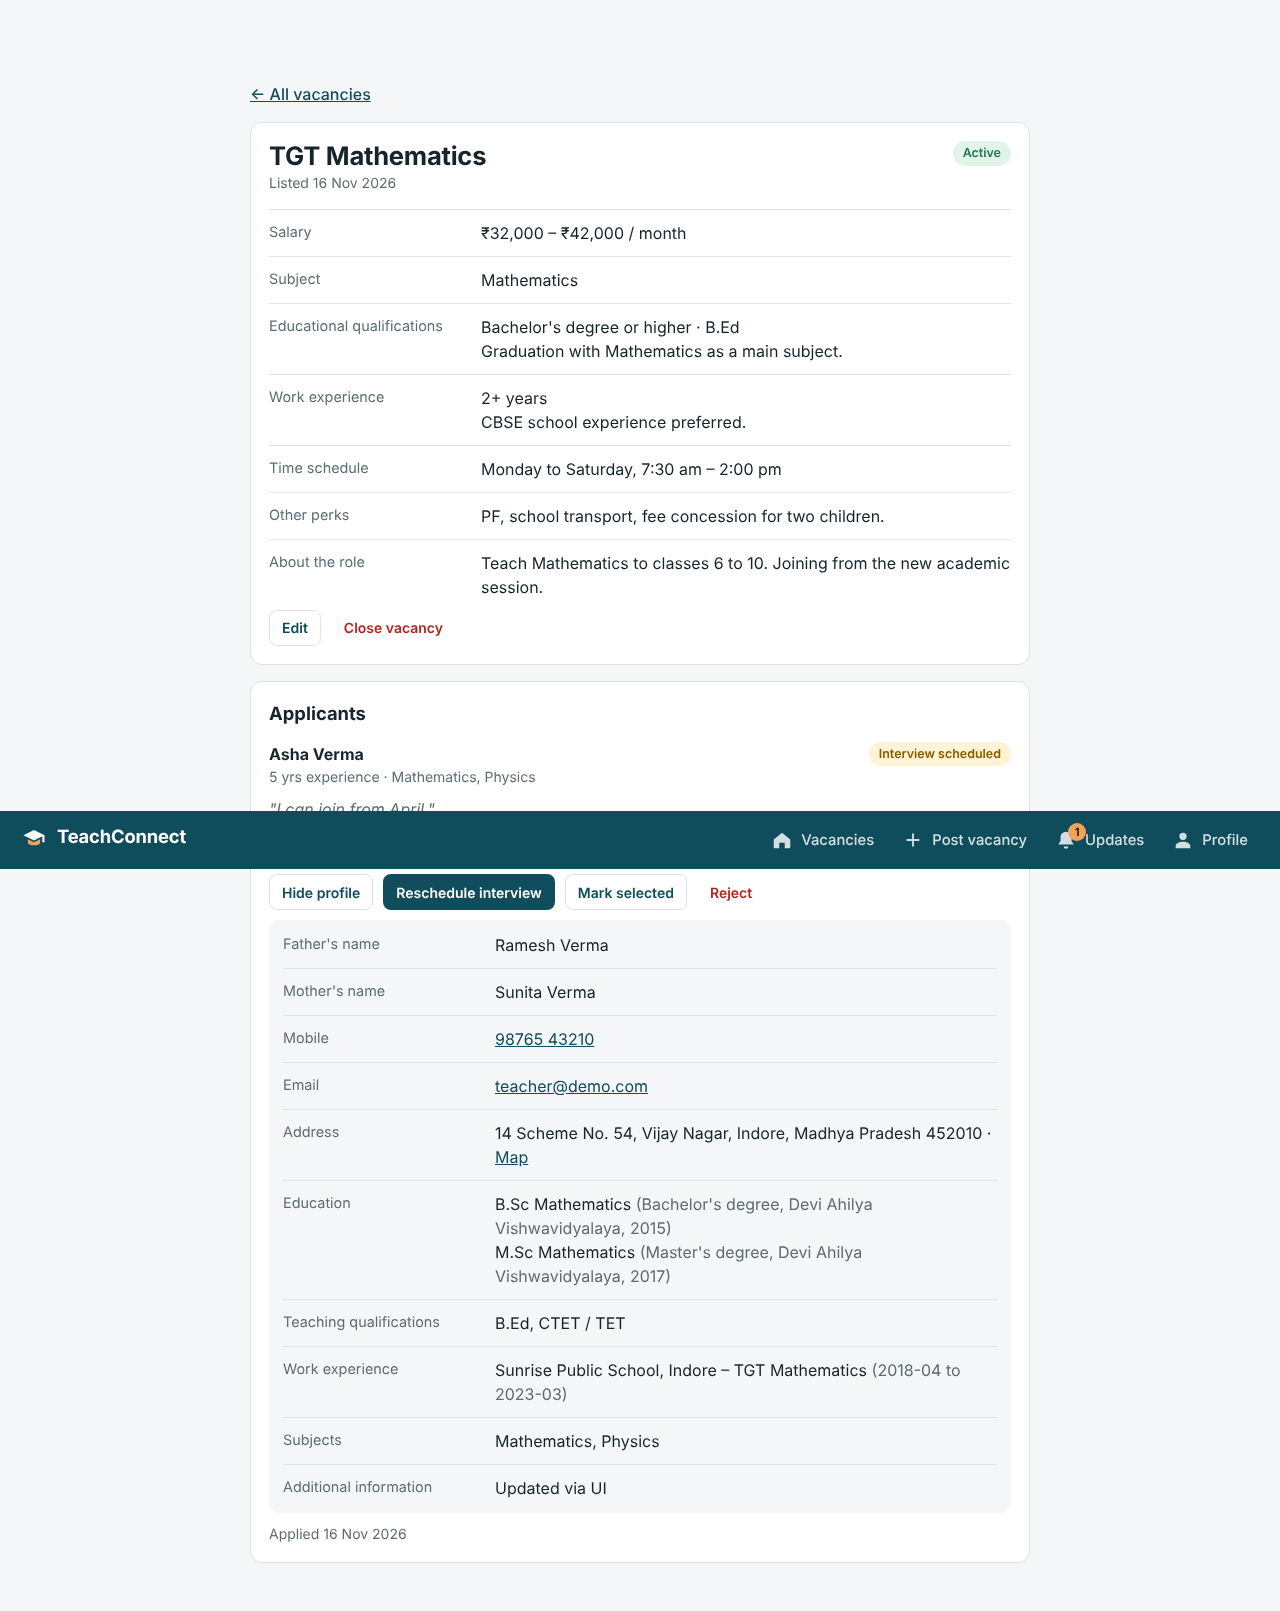 ← All vacancies
TGT Mathematics
Active
Listed 16 Nov 2026
Salary
₹32,000 – ₹42,000 / month
Subject
Mathematics
Educational qualifications
Bachelor's degree or higher · B.Ed
Graduation with Mathematics as a main subject.
Work experience
2+ years
CBSE school experience preferred.
Time schedule
Monday to Saturday, 7:30 am – 2:00 pm
Other perks
PF, school transport, fee concession for two children.
About the role
Teach Mathematics to classes 6 to 10. Joining from the new academic
session.
Edit
Close vacancy
Applicants
Asha Verma
Interview scheduled
5 yrs experience · Mathematics, Physics
"I can join from April."
TeachConnect
Vacancies
Post vacancy
1
Updates
Profile
Hide profile
Reschedule interview
Mark selected
Reject
Father's name
Ramesh Verma
Mother's name
Sunita Verma
Mobile
98765 43210
Email
teacher@demo.com
Address
14 Scheme No. 54, Vijay Nagar, Indore, Madhya Pradesh 452010 ·
Map
Education
B.Sc Mathematics (Bachelor's degree, Devi Ahilya
Vishwavidyalaya, 2015)
M.Sc Mathematics (Master's degree, Devi Ahilya
Vishwavidyalaya, 2017)
Teaching qualifications
B.Ed, CTET / TET
Work experience
Sunrise Public School, Indore – TGT Mathematics (2018-04 to
2023-03)
Subjects
Mathematics, Physics
Additional information
Updated via UI
Applied 16 Nov 2026